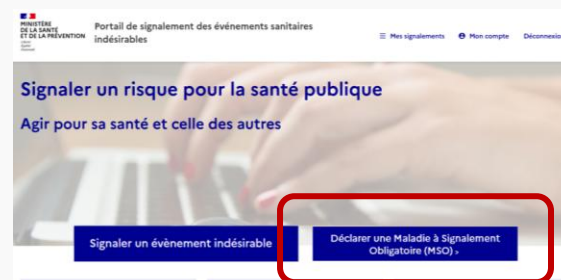 MINISTÈRE
DE LA SANTÉ
ET DE LA PRÉVENTION
Portail de signalement des événements sanitaires
indésirables
Mes signalements
Mon compte
Déconnexio
Signaler un risque pour la santé publique
Agir pour sa santé et celle des autres
Signaler un évènement indésirable
Déclarer une Maladie à Signalement
Obligatoire (MSO) ›